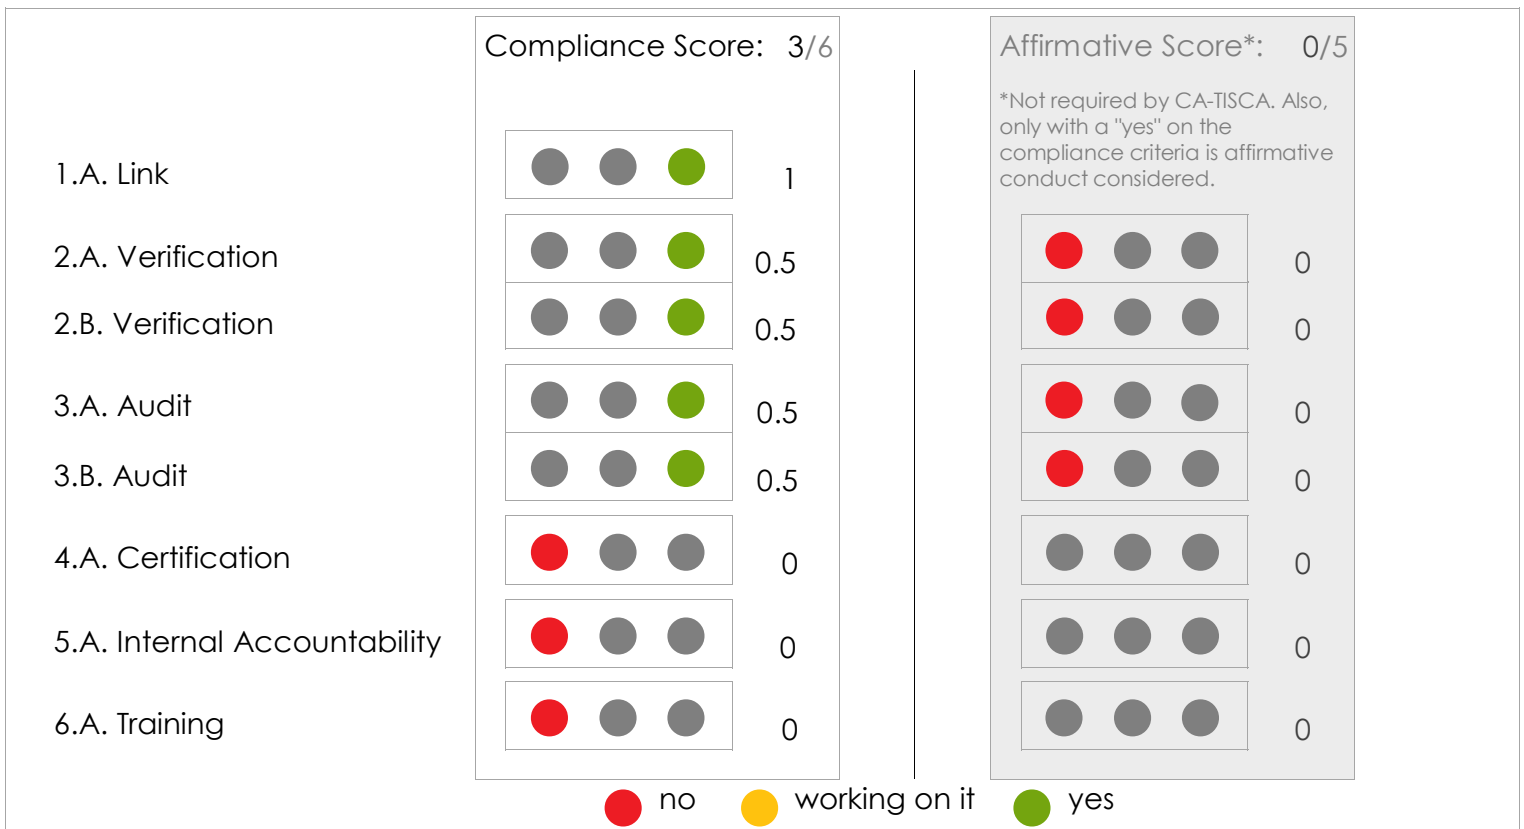 Compliance Score: 3/6
Affirmative Score*: 0/5
*Not required by CA-TISCA. Also,
only with a "yes" on the
compliance criteria is affirmative
conduct considered.
1.A. Link 1
2.A. Verification 0.5 0
2.B. Verification 0.5 0
3.A. Audit 0.5 0
3.B. Audit 0.5 0
4.A. Certification 0 0
5.A. Internal Accountability 0 0
6.A. Training 0 0
no working on it yes